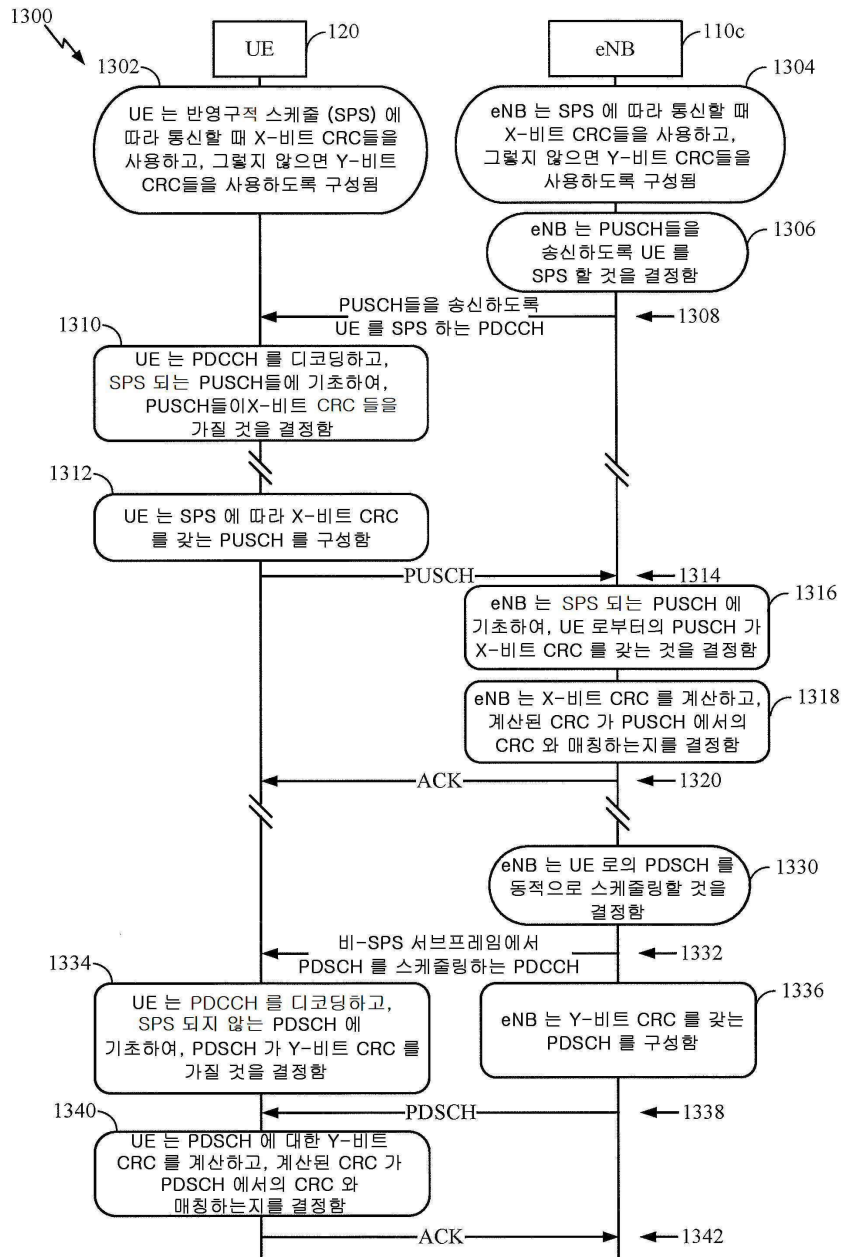 1300
UE
120
eNB
110c
1302
UE 는 반영구적 스케줄 (SPS) 에
따라 통신할 때 X-비트 CRC들을
사용하고, 그렇지 않으면 Y-비트
CRC들을 사용하도록 구성됨
1304
eNB 는 SPS 에 따라 통신할 때
X-비트 CRC들을 사용하고,
그렇지 않으면 Y-비트 CRC들을
사용하도록 구성됨
eNB 는 PUSCH들을
송신하도록 UE 를
SPS 할 것을 결정함
1306
PUSCH들을 송신하도록
UE 를 SPS 하는 PDCCH
1308
1310
UE 는 PDCCH 를 디코딩하고,
SPS 되는 PUSCH들에 기초하여,
PUSCH들이X-비트 CRC 들을
가질 것을 결정함
1312
UE 는 SPS 에 따라 X-비트 CRC
를 갖는 PUSCH 를 구성함
PUSCH
1314
eNB 는 SPS 되는 PUSCH 에
기초하여, UE 로부터의 PUSCH 가
X-비트 CRC 를 갖는 것을 결정함
1316
eNB 는 X-비트 CRC 를 계산하고,
계산된 CRC 가 PUSCH 에서의
CRC 와 매칭하는지를 결정함
1318
ACK
1320
eNB 는 UE 로의 PDSCH 를
동적으로 스케줄링할 것을
결정함
1330
비-SPS 서브프레임에서
PDSCH 를 스케줄링하는 PDCCH
1332
1334
UE 는 PDCCH 를 디코딩하고,
SPS 되지 않는 PDSCH 에
기초하여, PDSCH 가 Y-비트 CRC 를
가질 것을 결정함
1336
eNB 는 Y-비트 CRC 를 갖는
PDSCH 를 구성함
PDSCH
1338
1340
UE 는 PDSCH 에 대한 Y-비트
CRC 를 계산하고, 계산된 CRC 가
PDSCH 에서의 CRC 와
매칭하는지를 결정함
ACK
1342